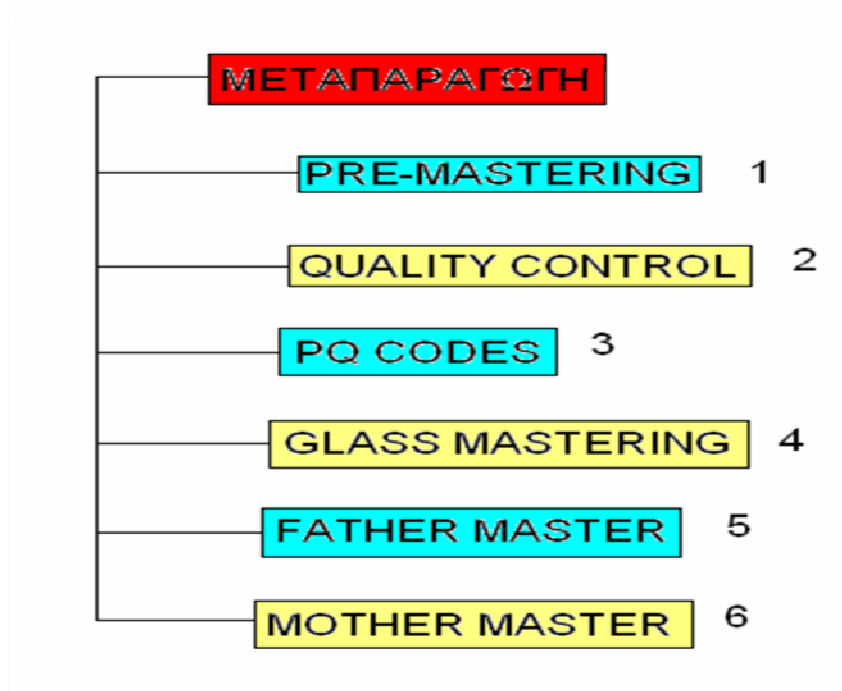 ΜΕΤΑΠΑΡΑΓΩΓΗ
PRE-MASTERING 1
QUALITY CONTROL 2
PQ CODES 3
GLASS MASTERING 4
FATHER MASTER 5
MOTHER MASTER 6